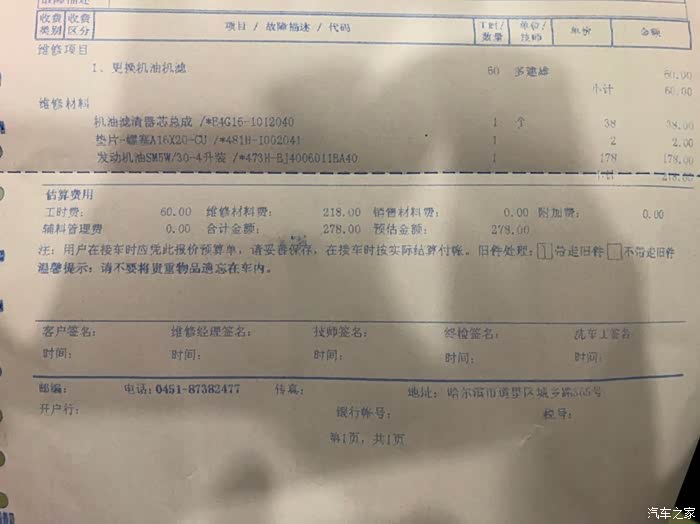 收费类别 收费区分 项目 / 故障描述 / 代码 工时/数量 单位/技师 单价 金额
维修项目
1、更换机油机滤 60 60.00
小计 60.00
维修材料
机油滤清器芯总成 /*E4G16-1012040 1 个 38 38.00
垫片-螺塞A16X20-CU /*481H-1002041 1 2 2.00
发动机油SM5W/30-4升装 /*473H-BJ4006011BA40 1 178 178.00
小计 218.00
估算费用
工时费: 60.00 维修材料费: 218.00 销售材料费: 0.00 附加费: 0.00
辅料管理费 0.00 合计金额: 278.00 预估金额: 278.00
注: 用户在接车时应凭此报价预算单, 请妥善保存, 在接车时按实际结算付帐。旧件处理: 带走旧件 不带走旧件
温馨提示: 请不要将贵重物品遗忘在车内。
客户签名: 维修经理签名: 技师签名: 终检签名: 洗车工签名:
时间: 时间: 时间: 时间: 时间:
邮编: 电话: 0451-87382477 传真: 地址: 哈尔滨市道里区城乡路505号
开户行: 银行帐号: 税号:
第1页, 共1页
汽车之家